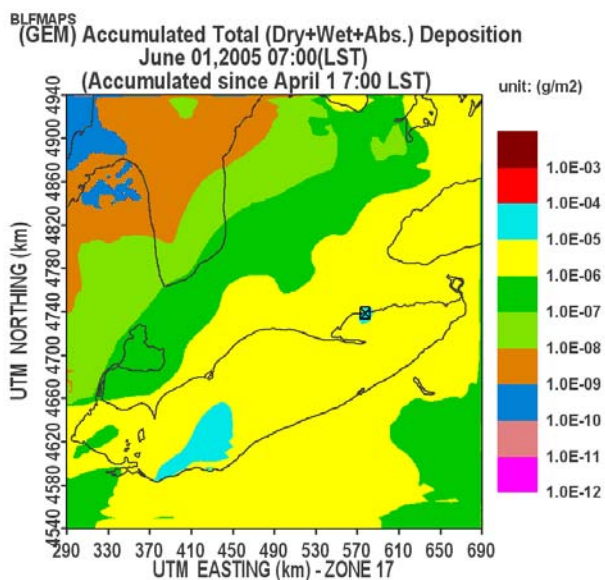 BLFMAPS
(GEM) Accumulated Total (Dry+Wet+Abs.) Deposition
June 01,2005 07:00(LST)
(Accumulated since April 1 7:00 LST)
unit: (g/m2)
1.0E-03
1.0E-04
1.0E-05
1.0E-06
1.0E-07
1.0E-08
1.0E-09
1.0E-10
1.0E-11
1.0E-12
UTM NORTHING (km)
4940
4900
4860
4820
4780
4740
4700
4660
4620
4580
4540
290 330 370 410 450 490 530 570 610 650 690
UTM EASTING (km) - ZONE 17